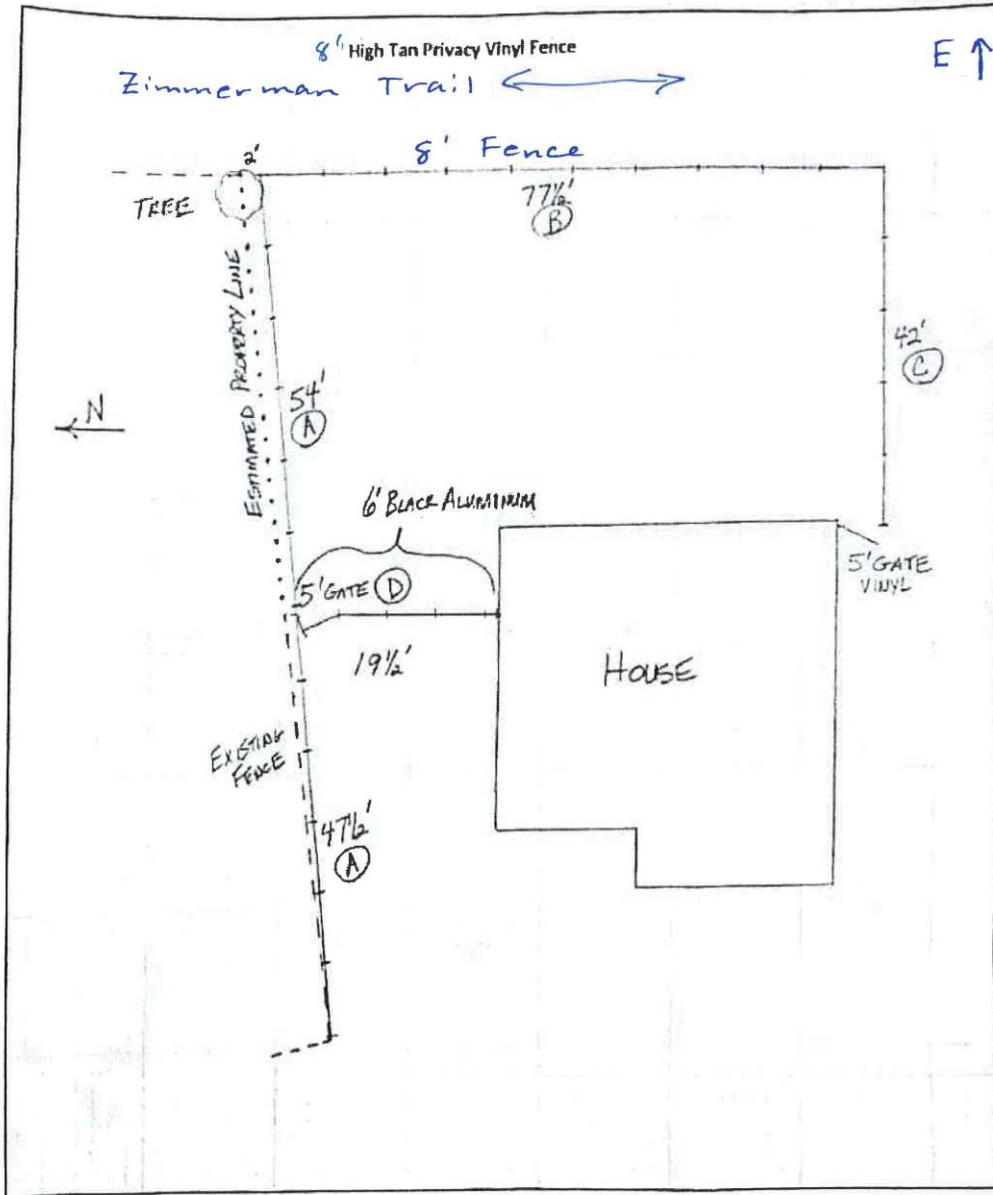 8' High Tan Privacy Vinyl Fence
E
Zimmerman Trail
8' Fence
2'
TREE
77½'
B
ESTIMATED PROPERTY LINE
42'
C
N
54'
A
6' BLACK ALUMINUM
5' GATE D
5' GATE
VINYL
19½'
HOUSE
EXISTING
FENCE
47½'
A